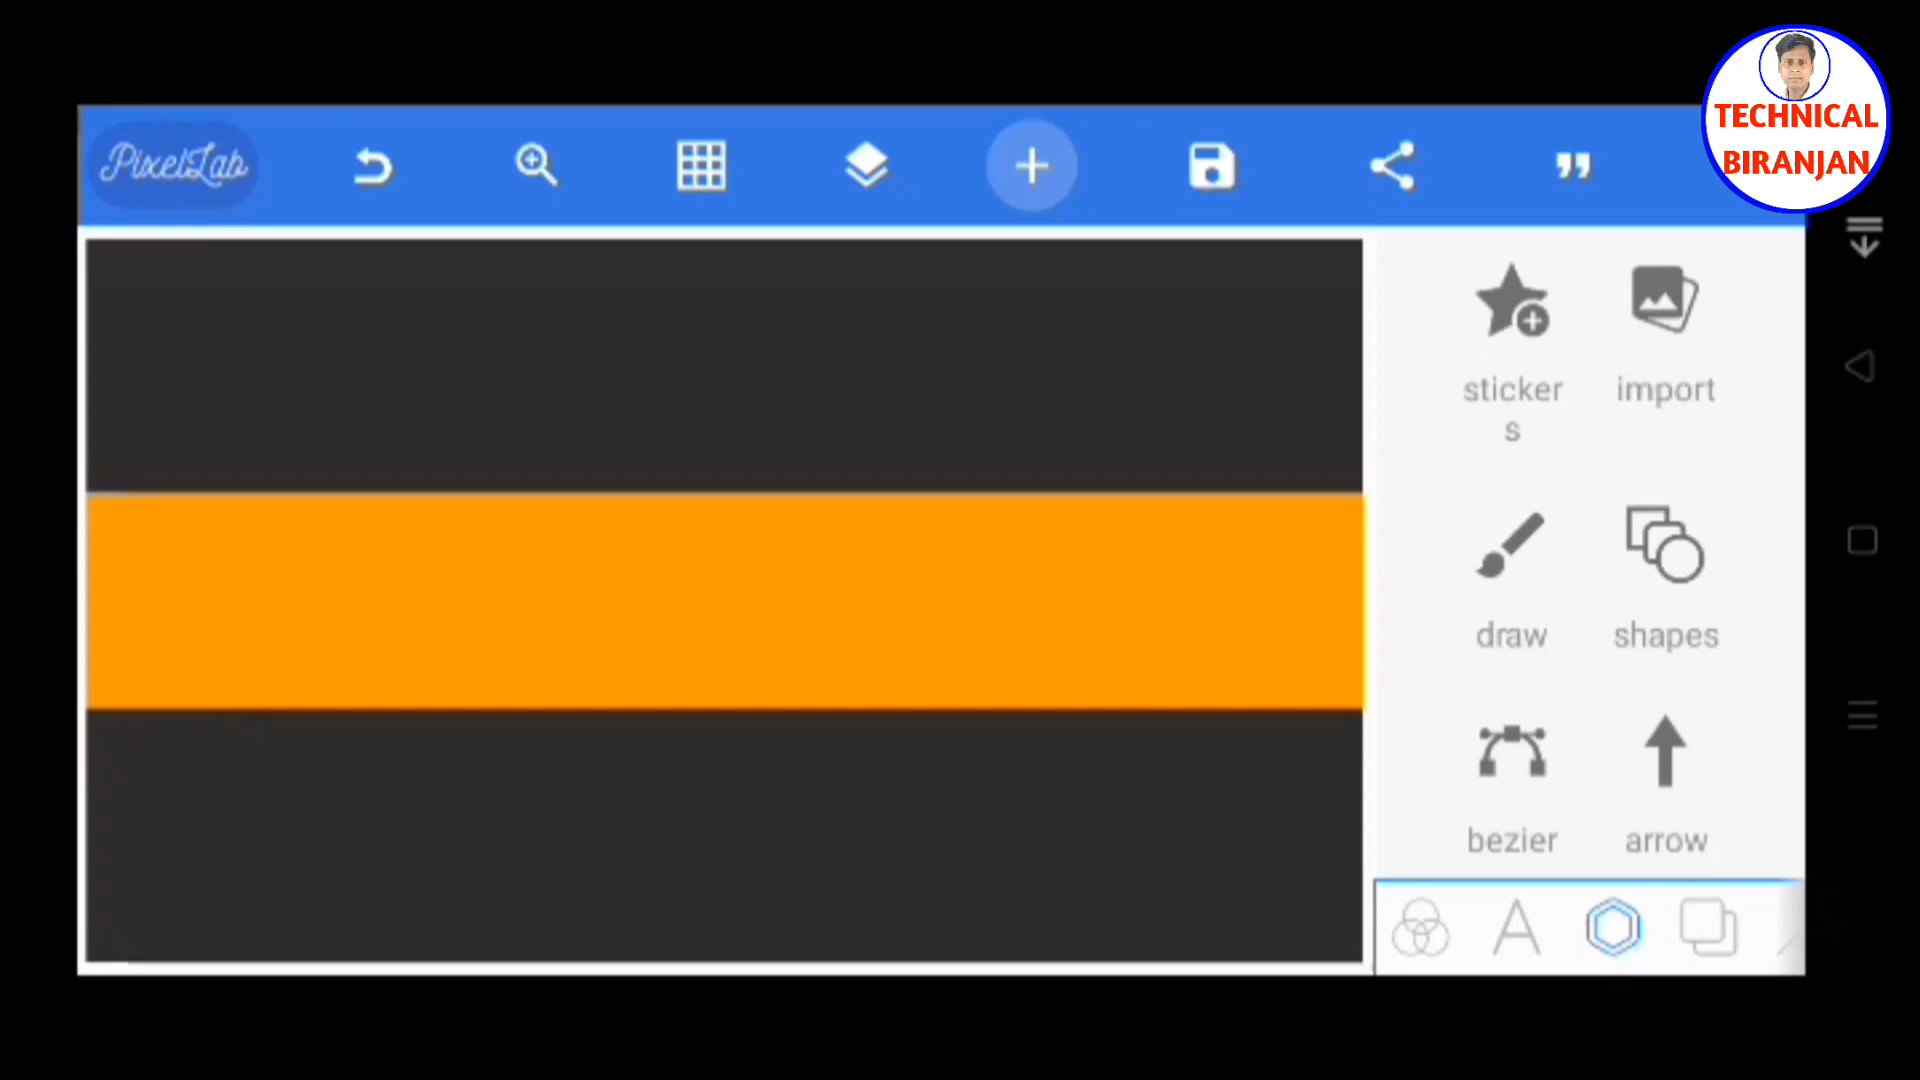 PixelLab
TECHNICAL
BIRANJAN
sticker
s
import
draw
shapes
bezier
arrow